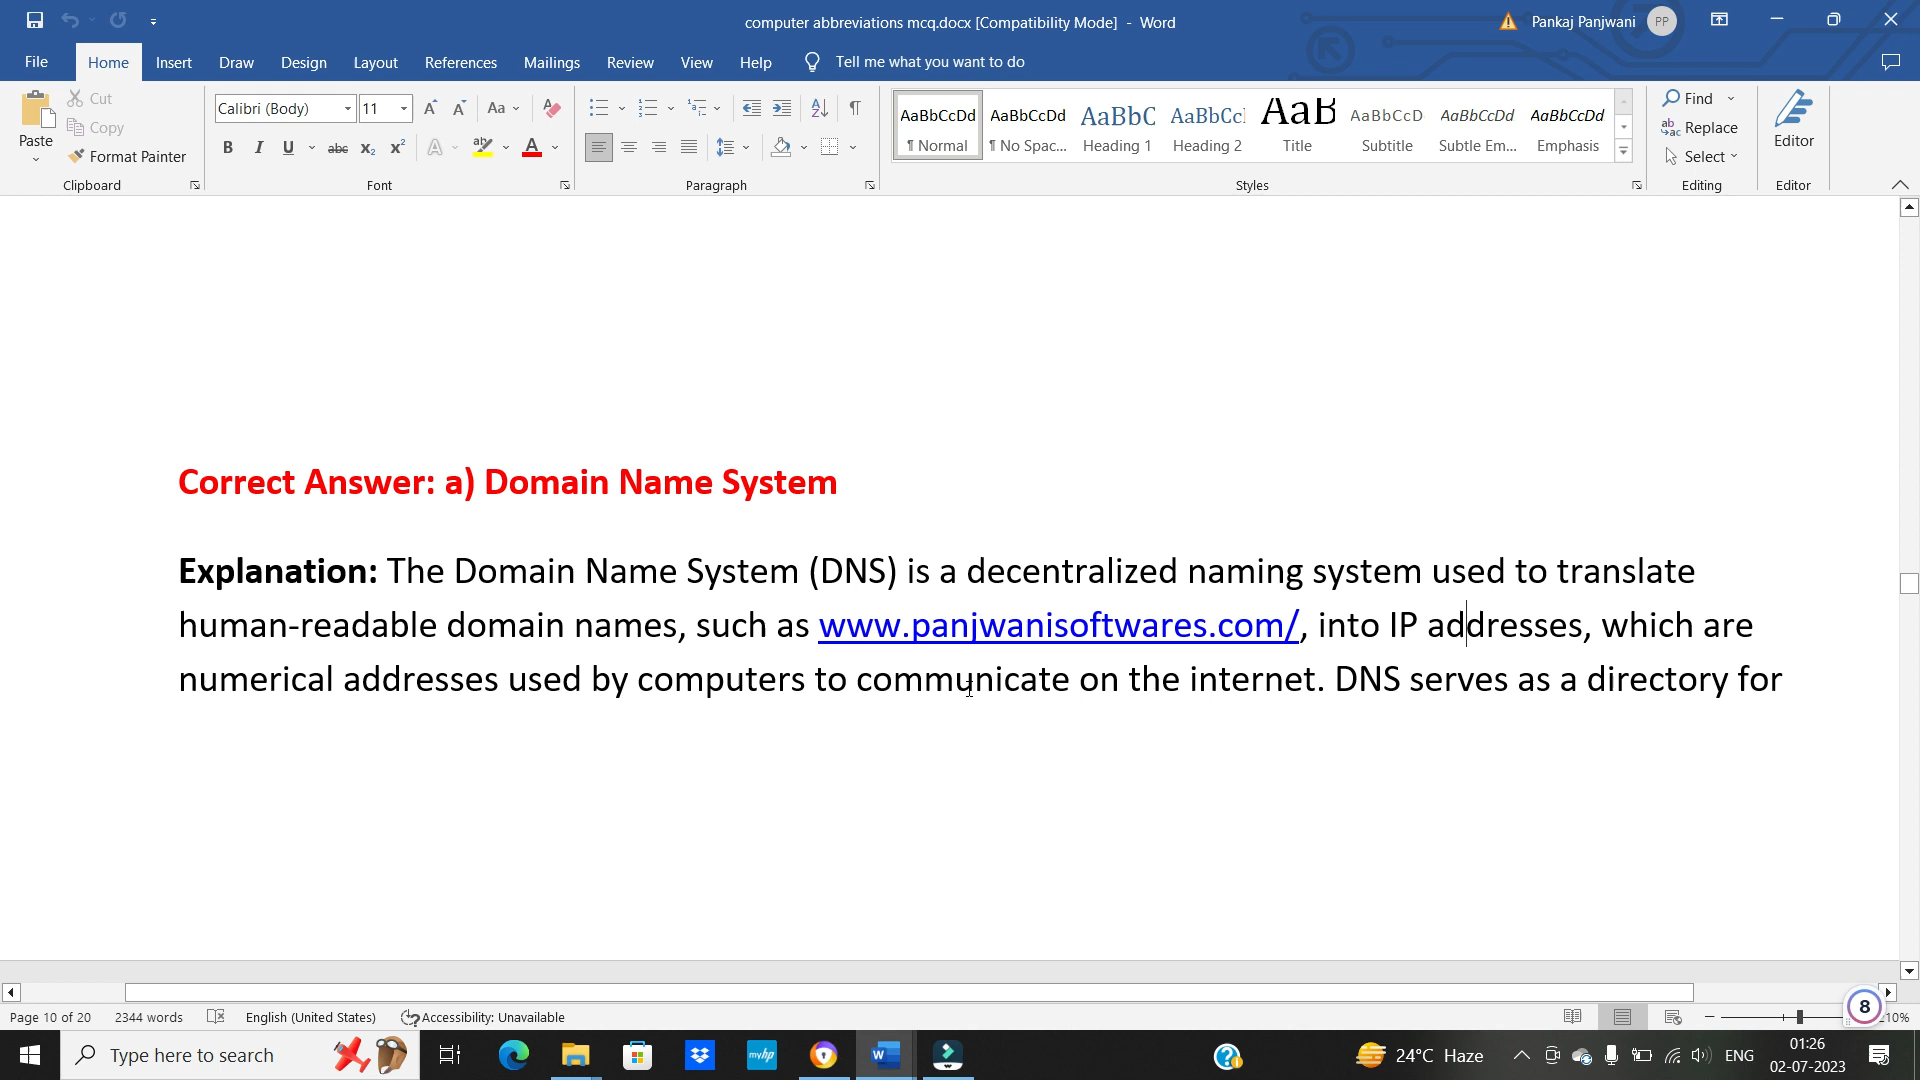 computer abbreviations mcq.docx [Compatibility Mode] - Word
Pankaj Panjwani PP
File Home Insert Draw Design Layout References Mailings Review View Help Tell me what you want to do
Paste
Cut
Copy
Format Painter
Clipboard
Calibri (Body) 11
Font
Paragraph
AaBbCcDd AaBbCcDd AaBbC AaBbCc AaB AaBbCcD AaBbCcDd AaBbCcDd
¶ Normal ¶ No Spac... Heading 1 Heading 2 Title Subtitle Subtle Em... Emphasis
Styles
Find
Replace
Select
Editing
Editor
Editor
Correct Answer: a) Domain Name System
Explanation: The Domain Name System (DNS) is a decentralized naming system used to translate
human-readable domain names, such as www.panjwanisoftwares.com/, into IP addresses, which are
numerical addresses used by computers to communicate on the internet. DNS serves as a directory for
Page 10 of 20 2344 words English (United States) Accessibility: Unavailable
8
Type here to search
24°C Haze ENG
01:26
02-07-2023